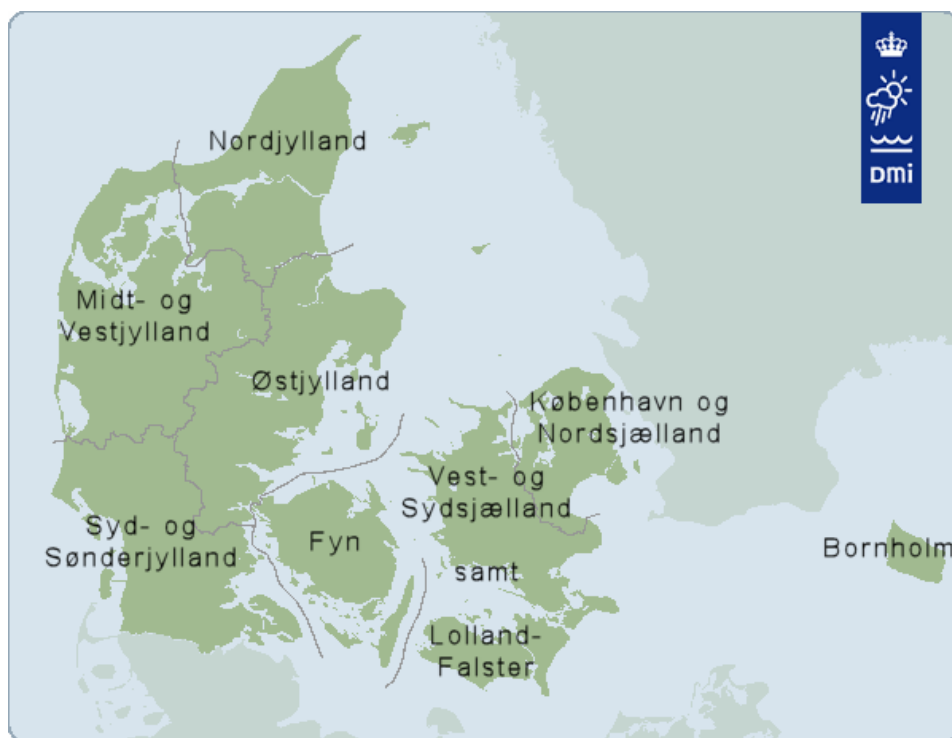 DMi
Nordjylland
Midt- og
Vestjylland
Østjylland
København og
Nordsjælland
Vest- og
Sydsjælland
Syd- og
Sønderjylland
Fyn
samt
Bornholm
Lolland-
Falster